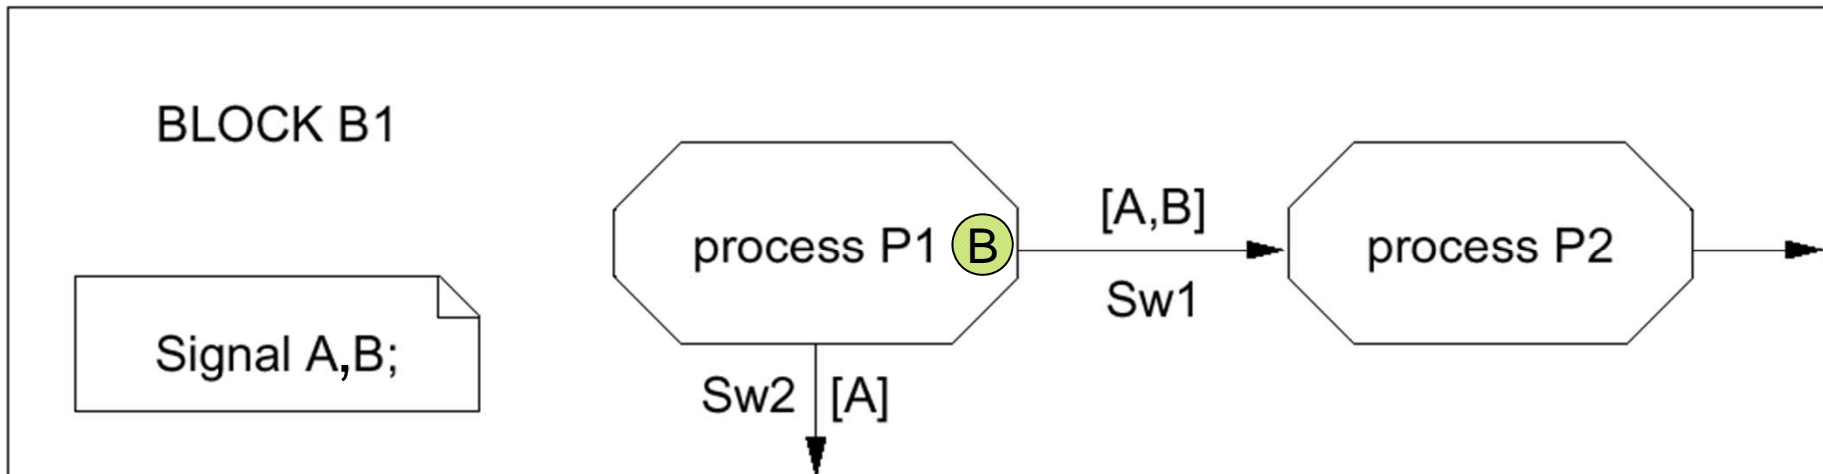 BLOCK B1
Signal A,B;
process P1
B
[A,B]
Sw1
process P2
Sw2
[A]